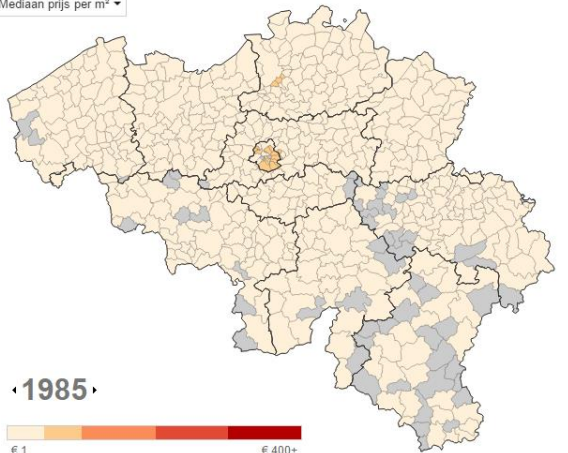 Mediaan prijs per m² ▾
◂ 1985 ▸
€ 1 € 400+